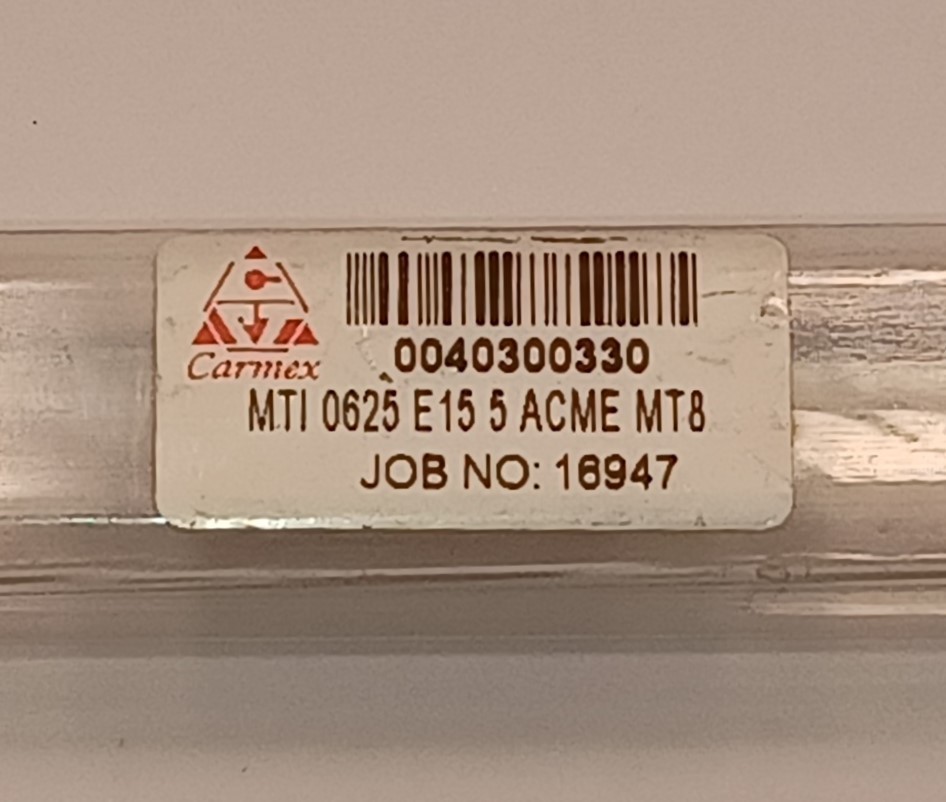 Carmex
0040300330
MTI 0625 E15 5 ACME MT8
JOB NO: 16947